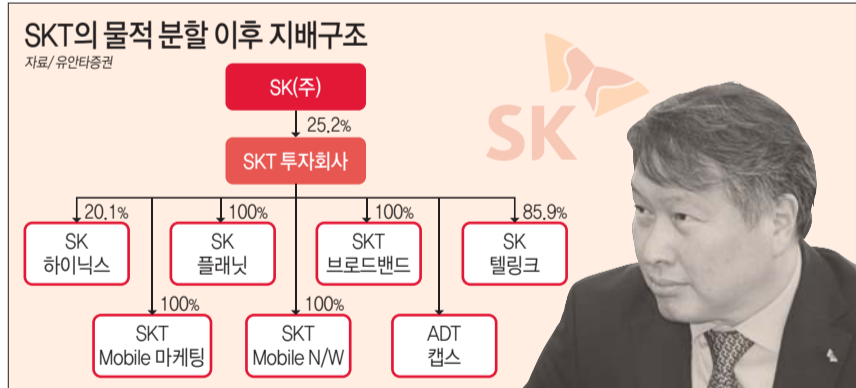 SKT의 물적 분할 이후 지배구조
자료/ 유안타증권
SK
SK(주)
25.2%
SKT 투자회사
20.1%
100%
100%
85.9%
SK
하이닉스
SK
플래닛
SKT
브로드밴드
SK
텔링크
100%
100%
SKT
Mobile 마케팅
SKT
Mobile N/W
ADT
캡스